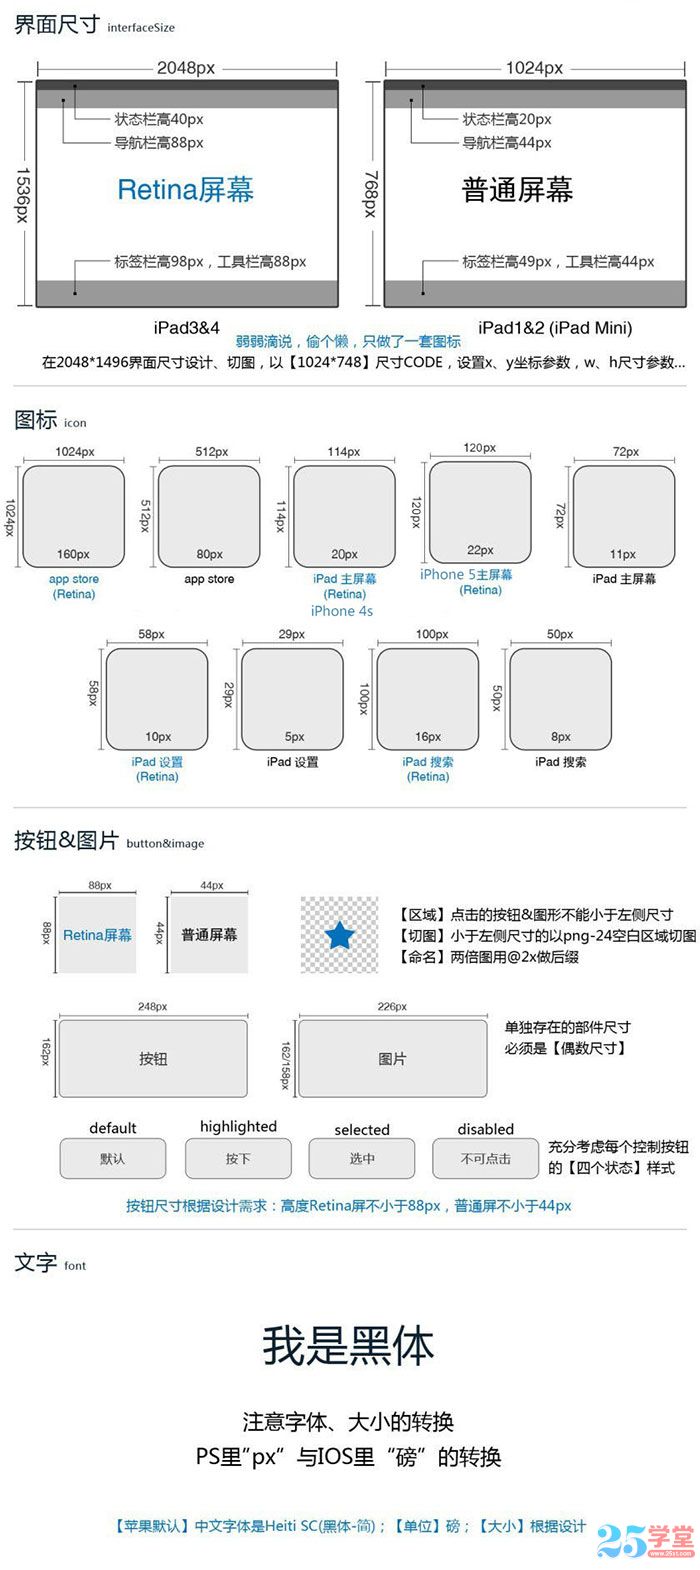 界面尺寸 interfaceSize
2048px
1024px
状态栏高40px
状态栏高20px
导航栏高88px
导航栏高44px
1536px
Retina屏幕
768px
普通屏幕
标签栏高98px，工具栏高88px
标签栏高49px，工具栏高44px
iPad3&4
iPad1&2 (iPad Mini)
弱弱滴说，偷个懒，只做了一套图标
在2048*1496界面尺寸设计、切图，以【1024*748】尺寸CODE，设置x、y坐标参数，w、h尺寸参数...
图标 icon
1024px
512px
114px
120px
72px
1024px
512px
114px
120px
72px
160px
80px
20px
22px
11px
app store
(Retina)
app store
iPad 主屏幕
(Retina)
iPhone 4s
iPhone 5主屏幕
(Retina)
iPad 主屏幕
58px
29px
100px
50px
58px
29px
100px
50px
10px
5px
16px
8px
iPad 设置
(Retina)
iPad 设置
iPad 搜索
(Retina)
iPad 搜索
按钮&图片 button&image
88px
44px
88px
Retina屏幕
44px
普通屏幕
【区域】点击的按钮&图形不能小于左侧尺寸
【切图】小于左侧尺寸的以png-24空白区域切图
【命名】两倍图用@2x做后缀
248px
226px
162px
按钮
162/158px
图片
单独存在的部件尺寸
必须是【偶数尺寸】
default
highlighted
selected
disabled
默认
按下
选中
不可点击
充分考虑每个控制按钮
的【四个状态】样式
按钮尺寸根据设计需求：高度Retina屏不小于88px，普通屏不小于44px
文字 font
我是黑体
注意字体、大小的转换
PS里"px" 与IOS里“磅”的转换
【苹果默认】中文字体是Heiti SC(黑体-简)；【单位】磅；【大小】根据设计
25学堂
www.25xt.com